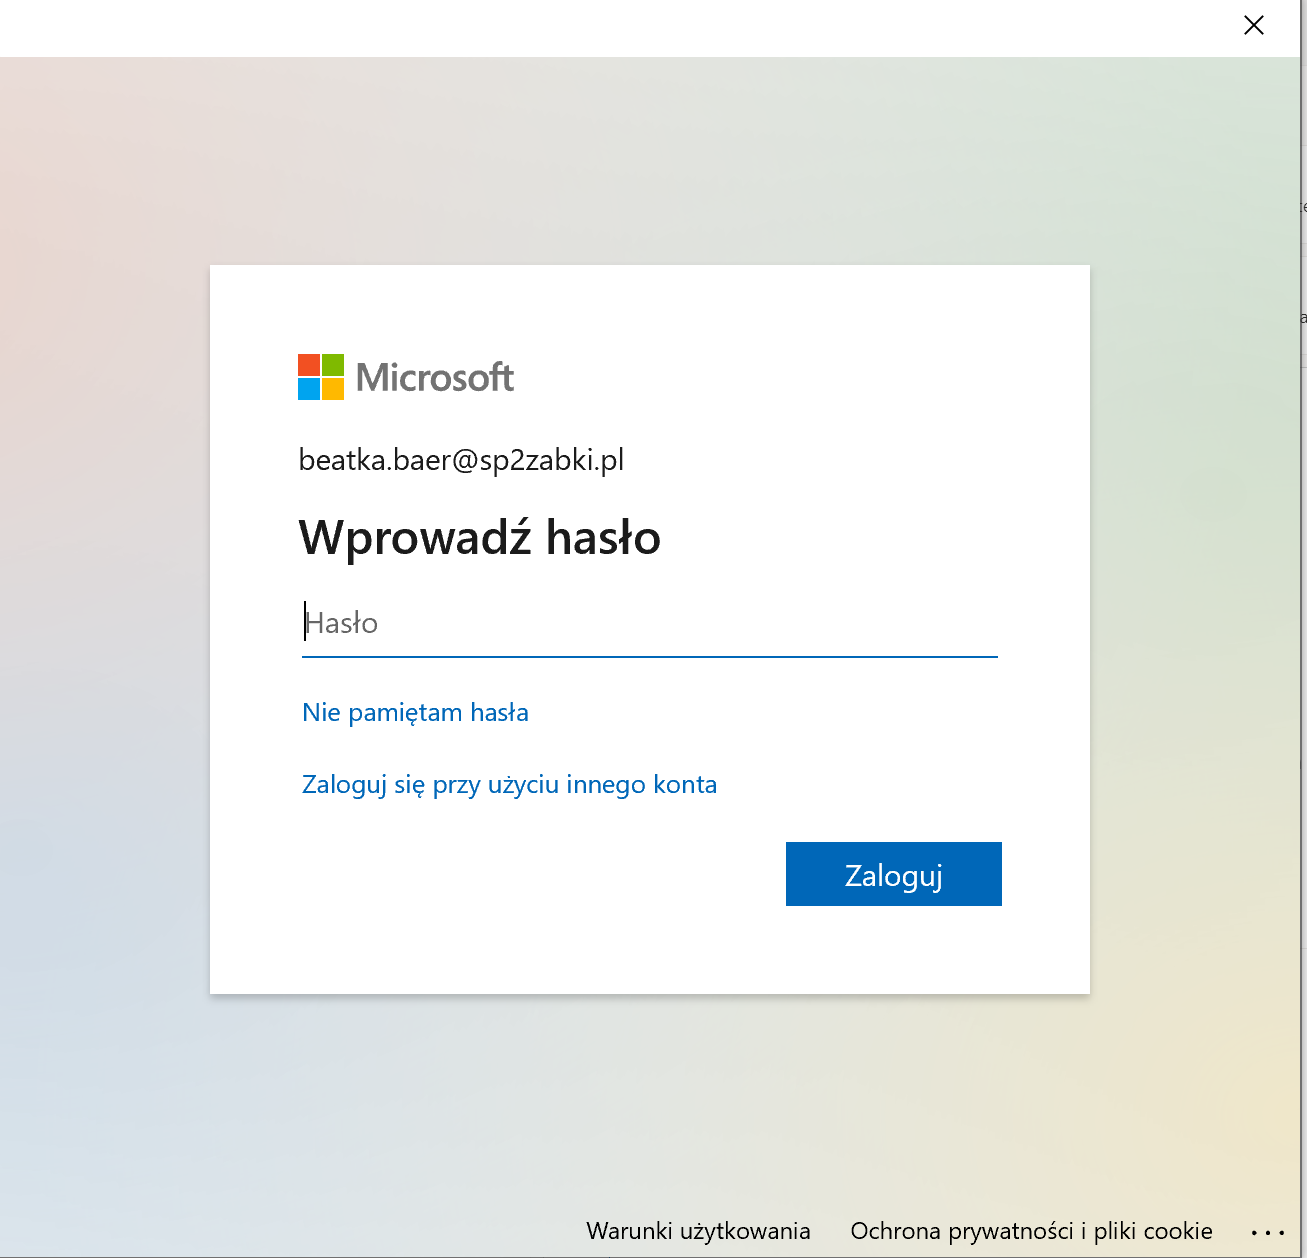 Microsoft
beatka.baer@sp2zabki.pl
Wprowadź hasło
Hasło
Nie pamiętam hasła
Zaloguj się przy użyciu innego konta
Zaloguj
Warunki użytkowania Ochrona prywatności i pliki cookie